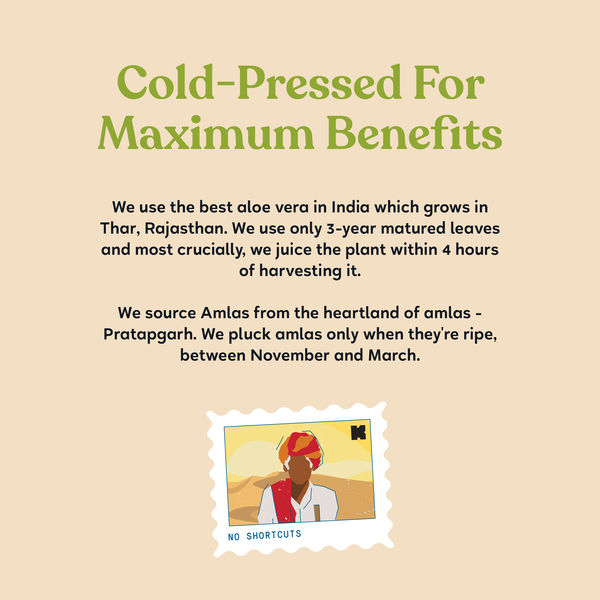 Cold-Pressed For
Maximum Benefits
We use the best aloe vera in India which grows in
Thar, Rajasthan. We use only 3-year matured leaves
and most crucially, we juice the plant within 4 hours
of harvesting it.
We source Amlas from the heartland of amlas -
Pratapgarh. We pluck amlas only when they're ripe,
between November and March.
K
NO SHORTCUTS